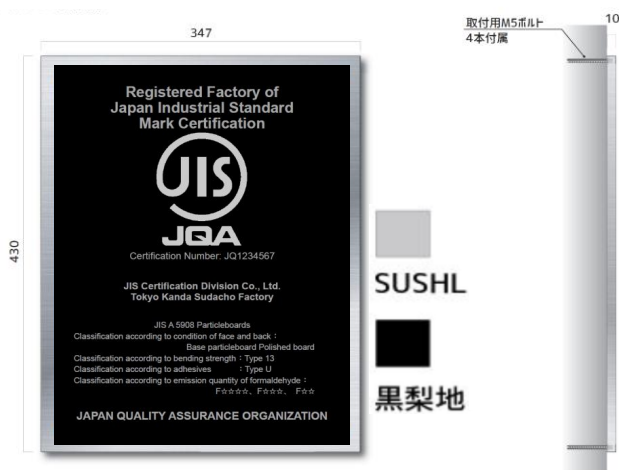 347
10
取付用M5ボルト
4本付属
430
Registered Factory of
Japan Industrial Standard
Mark Certification
JIS
JQA
Certification Number: JQ1234567
JIS Certification Division Co., Ltd.
Tokyo Kanda Sudacho Factory
JIS A 5908 Particleboards
Classification according to condition of face and back：
Base particleboard Polished board
Classification according to bending strength：Type 13
Classification according to adhesives ：Type U
Classification according to emission quantity of formaldehyde：
F☆☆☆☆、F☆☆☆、 F☆☆
JAPAN QUALITY ASSURANCE ORGANIZATION
SUSHL
黒梨地